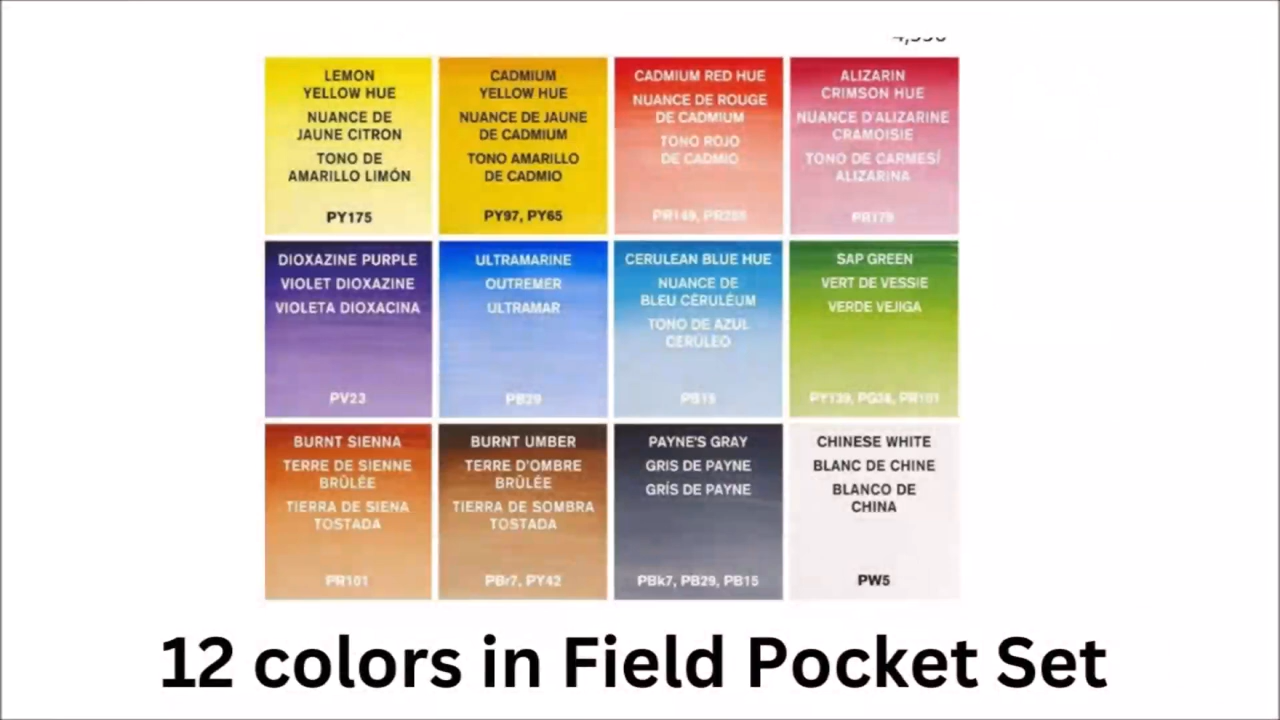 LEMON
YELLOW HUE
NUANCE DE
JAUNE CITRON
TONO DE
AMARILLO LIMÓN
PY175
CADMIUM
YELLOW HUE
NUANCE DE JAUNE
DE CADMIUM
TONO AMARILLO
DE CADMIO
PY97, PY65
CADMIUM RED HUE
NUANCE DE ROUGE
DE CADMIUM
TONO ROJO
DE CADMIO
PR149,
ALIZARIN
CRIMSON HUE
NUANCE D'ALIZARINE
CRAMOISIE
TONO DE CARMESÍ
ALIZARINA
PR179
DIOXAZINE PURPLE
VIOLET DIOXAZINE
VIOLETA DIOXACINA
PV23
ULTRAMARINE
OUTREMER
ULTRAMAR
PB29
CERULEAN BLUE HUE
NUANCE DE
BLEU CÉRULÉUM
TONO DE AZUL
CERÚLEO
PB15
SAP GREEN
VERT DE VESSIE
VERDE VEJIGA
PY139, PG36, PR101
BURNT SIENNA
TERRE DE SIENNE
BRÛLÉE
TIERRA DE SIENA
TOSTADA
PR101
BURNT UMBER
TERRE D'OMBRE
BRÛLÉE
TIERRA DE SOMBRA
TOSTADA
PBr7, PY42
PAYNE'S GRAY
GRIS DE PAYNE
GRÍS DE PAYNE
PBk7, PB29, PB15
CHINESE WHITE
BLANC DE CHINE
BLANCO DE
CHINA
PW5
12 colors in Field Pocket Set